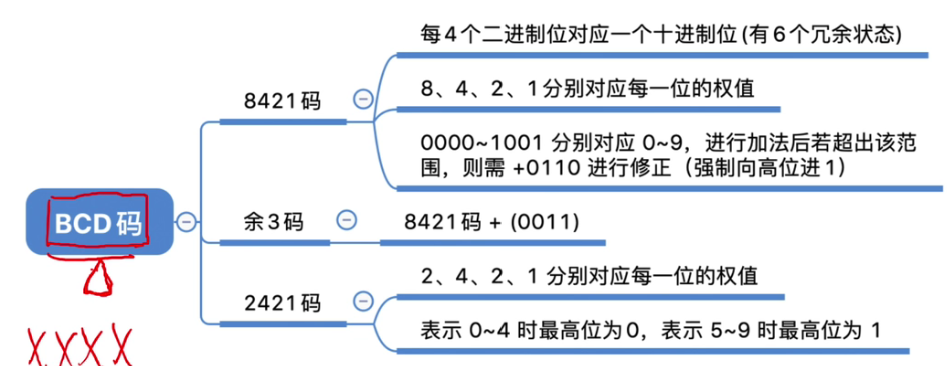 每4个二进制位对应一个十进制位(有6个冗余状态)
8421码
8、4、2、1分别对应每一位的权值
0000~1001 分别对应 0~9，进行加法后若超出该范
围，则需 +0110 进行修正（强制向高位进1）
BCD码
余3码
8421码 + (0011)
2421码
2、4、2、1 分别对应每一位的权值
表示 0~4 时最高位为0，表示 5~9 时最高位为 1
XXXX